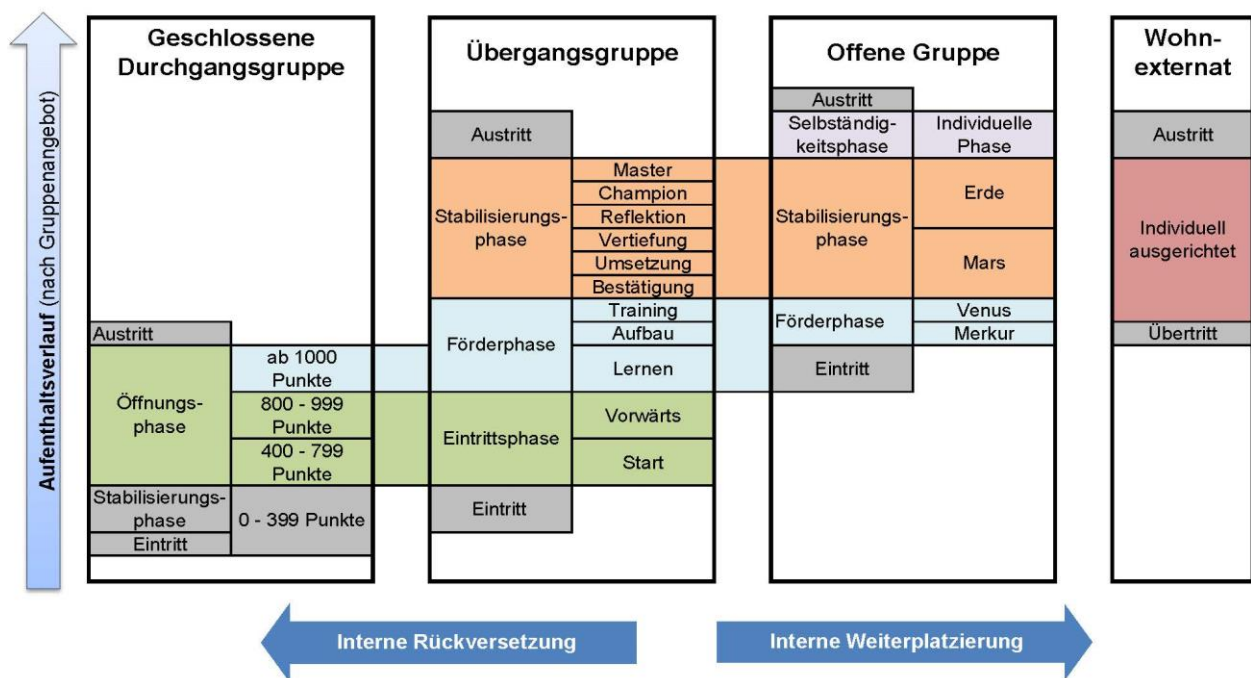 Aufenthaltsverlauf (nach Gruppenangebot)
Geschlossene
Durchgangsgruppe
Austritt
Öffnungs-
phase
ab 1000
Punkte
800 - 999
Punkte
400 - 799
Punkte
Stabilisierungs-
phase
0 - 399 Punkte
Eintritt
Übergangsgruppe
Austritt
Stabilisierungs-
phase
Master
Champion
Reflektion
Vertiefung
Umsetzung
Bestätigung
Förderphase
Training
Aufbau
Lernen
Eintrittsphase
Vorwärts
Start
Eintritt
Offene Gruppe
Austritt
Selbständig-
keitsphase
Individuelle
Phase
Stabilisierungs-
phase
Erde
Mars
Förderphase
Venus
Merkur
Eintritt
Wohn-
externat
Austritt
Individuell
ausgerichtet
Übertritt
Interne Rückversetzung
Interne Weiterplatzierung